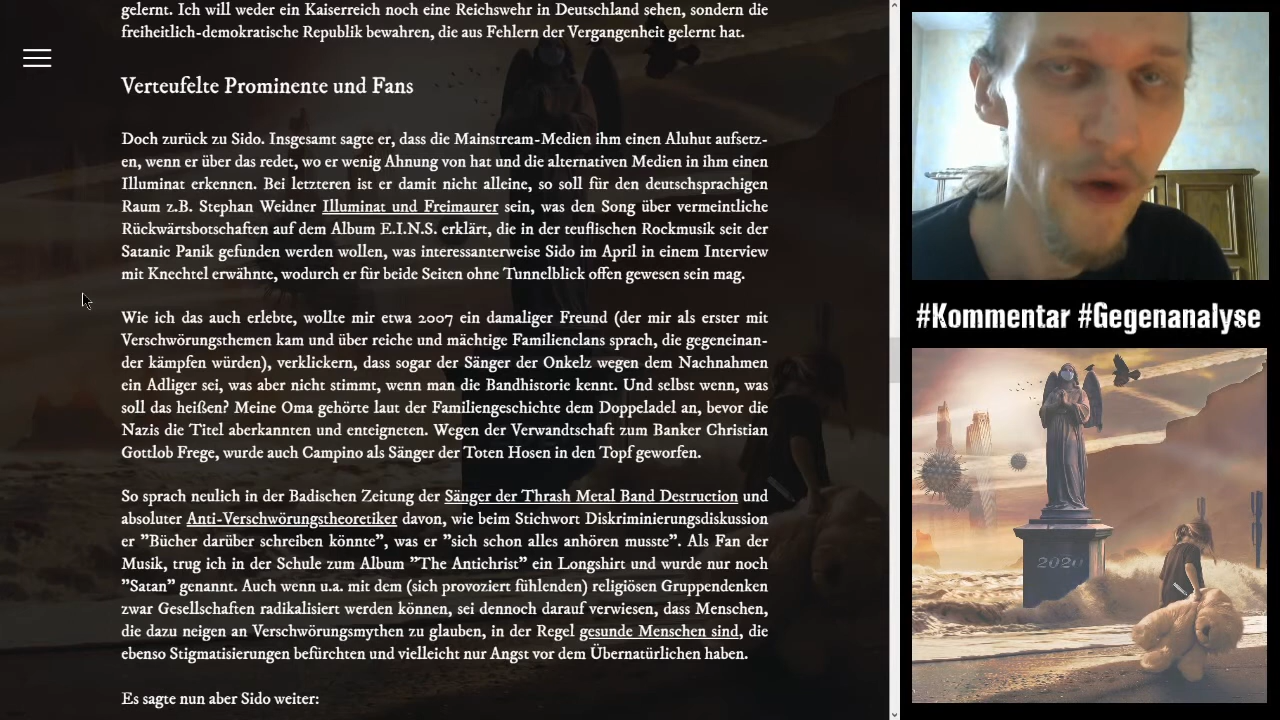 gelernt. Ich will weder ein Kaiserreich noch eine Reichswehr in Deutschland sehen, sondern die
freiheitlich-demokratische Republik bewahren, die aus Fehlern der Vergangenheit gelernt hat.
Verteufelte Prominente und Fans
Doch zurück zu Sido. Insgesamt sagte er, dass die Mainstream-Medien ihm einen Aluhut aufsetz-
en, wenn er über das redet, wo er wenig Ahnung von hat und die alternativen Medien in ihm einen
Illuminat erkennen. Bei letzteren ist er damit nicht alleine, so soll für den deutschsprachigen
Raum z.B. Stephan Weidner Illuminat und Freimaurer sein, was den Song über vermeintliche
Rückwärtsbotschaften auf dem Album E.I.N.S. erklärt, die in der teuflischen Rockmusik seit der
Satanic Panik gefunden werden wollen, was interessanterweise Sido im April in einem Interview
mit Knechtel erwähnte, wodurch er für beide Seiten ohne Tunnelblick offen gewesen sein mag.
Wie ich das auch erlebte, wollte mir etwa 2007 ein damaliger Freund (der mir als erster mit
Verschwörungsthemen kam und über reiche und mächtige Familienclans sprach, die gegeneinan-
der kämpfen würden), verklickern, dass sogar der Sänger der Onkelz wegen dem Nachnahmen
ein Adliger sei, was aber nicht stimmt, wenn man die Bandhistorie kennt. Und selbst wenn, was
soll das heißen? Meine Oma gehörte laut der Familiengeschichte dem Doppeladel an, bevor die
Nazis die Titel aberkannten und enteigneten. Wegen der Verwandtschaft zum Banker Christian
Gottlob Frege, wurde auch Campino als Sänger der Toten Hosen in den Topf geworfen.
So sprach neulich in der Badischen Zeitung der Sänger der Thrash Metal Band Destruction und
absoluter Anti-Verschwörungstheoretiker davon, wie beim Stichwort Diskriminierungsdiskussion
er ”Bücher darüber schreiben könnte”, was er ”sich schon alles anhören musste”. Als Fan der
Musik, trug ich in der Schule zum Album ”The Antichrist” ein Longshirt und wurde nur noch
”Satan” genannt. Auch wenn u.a. mit dem (sich provoziert fühlenden) religiösen Gruppendenken
zwar Gesellschaften radikalisiert werden können, sei dennoch darauf verwiesen, dass Menschen,
die dazu neigen an Verschwörungsmythen zu glauben, in der Regel gesunde Menschen sind, die
ebenso Stigmatisierungen befürchten und vielleicht nur Angst vor dem Übernatürlichen haben.
Es sagte nun aber Sido weiter:
#Kommentar #Gegenanalyse
2020